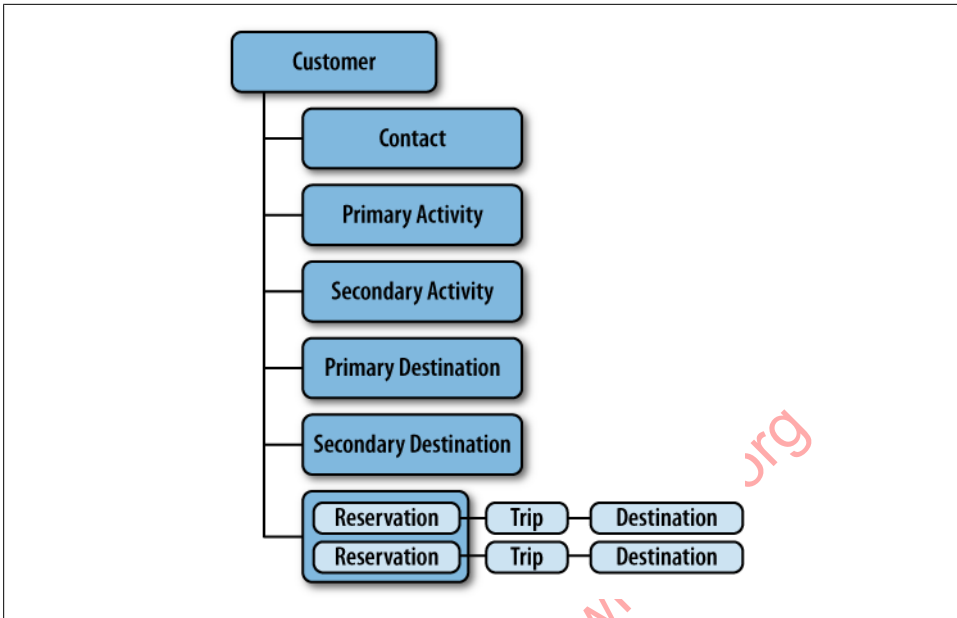 Customer
Contact
Primary Activity
Secondary Activity
Primary Destination
Secondary Destination
Reservation Trip Destination
Reservation Trip Destination